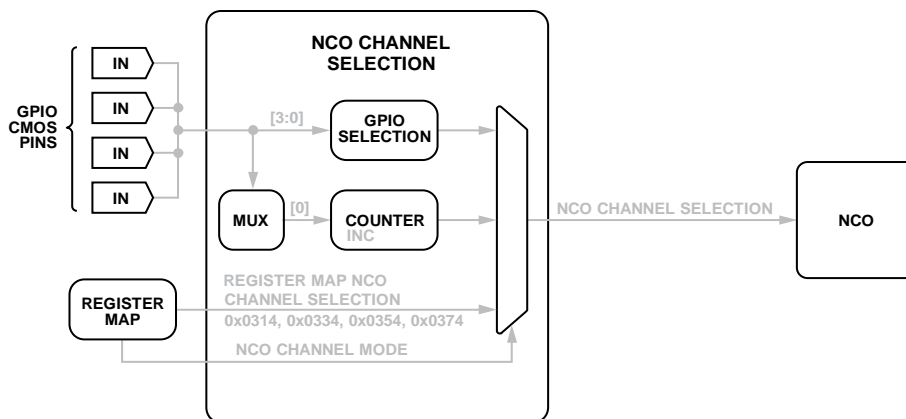 NCO CHANNEL
SELECTION
GPIO
CMOS
PINS
IN
IN
IN
IN
[3:0]
GPIO
SELECTION
MUX
[0]
COUNTER
INC
NCO CHANNEL SELECTION
NCO
REGISTER
MAP
REGISTER MAP NCO
CHANNEL SELECTION
0x0314, 0x0334, 0x0354, 0x0374
NCO CHANNEL MODE